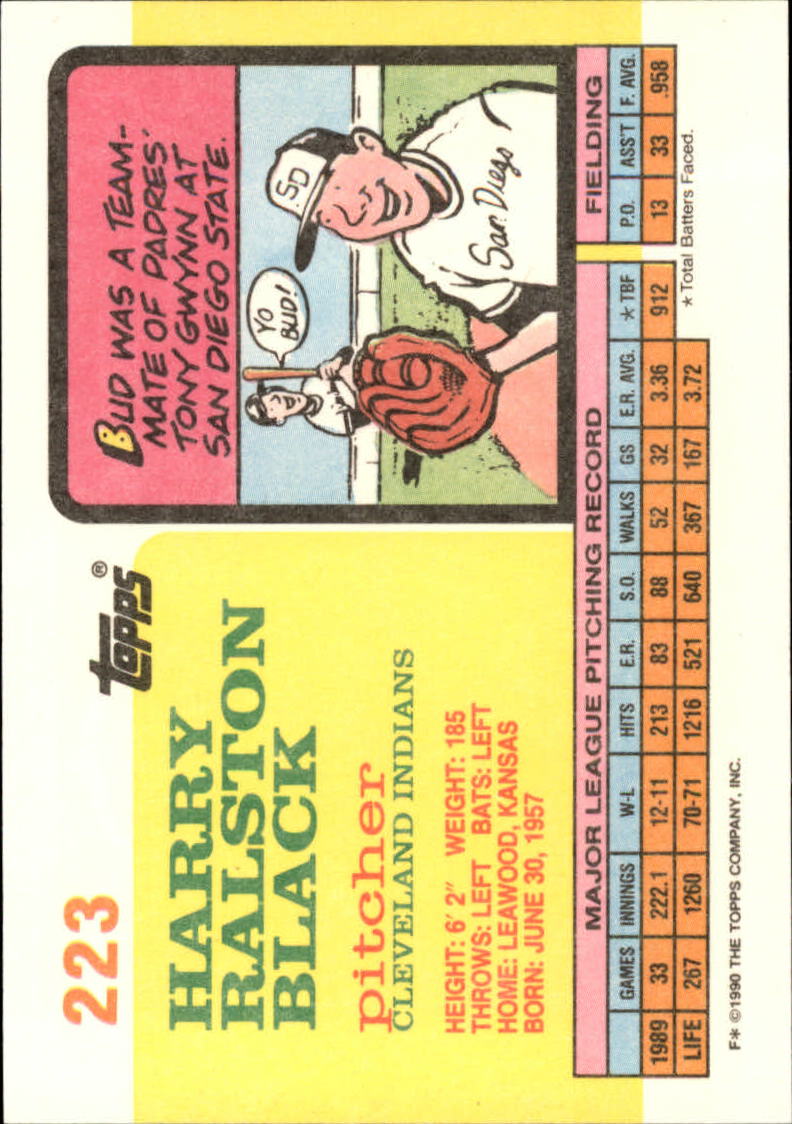 223
topps®
HARRY
RALSTON
BLACK
pitcher
CLEVELAND INDIANS
HEIGHT: 6' 2" WEIGHT: 185
THROWS: LEFT BATS: LEFT
HOME: LEAWOOD, KANSAS
BORN: JUNE 30, 1957
BUD WAS A TEAM-
MATE OF PADRES'
TONY GWYNN AT
SAN DIEGO STATE.
YO
BUD!
SD
San Diego
MAJOR LEAGUE PITCHING RECORD FIELDING
GAMES INNINGS W-L HITS E.R. S.O. WALKS GS E.R. AVG. *TBF P.O. ASS'T F. AVG.
1989 33 222.1 12-11 213 83 88 52 32 3.36 912 13 33 .958
LIFE 267 1260 70-71 1216 521 640 367 167 3.72
*Total Batters Faced.
F* ©1990 THE TOPPS COMPANY, INC.